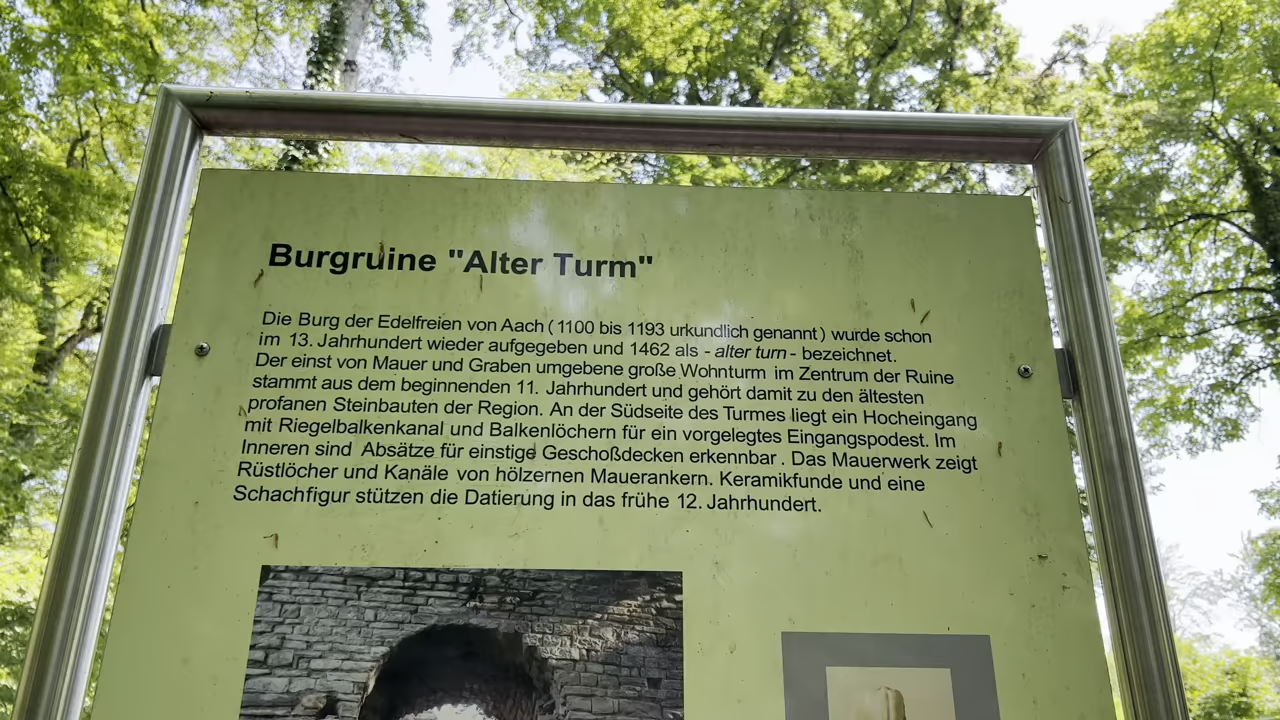 Burgruine "Alter Turm"
Die Burg der Edelfreien von Aach (1100 bis 1193 urkundlich genannt) wurde schon
im 13. Jahrhundert wieder aufgegeben und 1462 als - alter turn - bezeichnet.
Der einst von Mauer und Graben umgebene große Wohnturm im Zentrum der Ruine
stammt aus dem beginnenden 11. Jahrhundert und gehört damit zu den ältesten
profanen Steinbauten der Region. An der Südseite des Turmes liegt ein Hocheingang
mit Riegelbalkenkanal und Balkenlöchern für ein vorgelegtes Eingangspodest. Im
Inneren sind Absätze für einstige Geschoßdecken erkennbar. Das Mauerwerk zeigt
Rüstlöcher und Kanäle von hölzernen Mauerankern. Keramikfunde und eine
Schachfigur stützen die Datierung in das frühe 12. Jahrhundert.